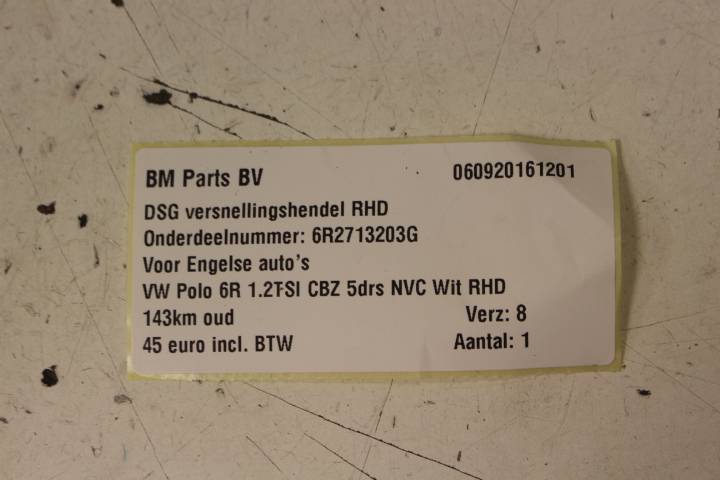 BM Parts BV 060920161201
DSG versnellingshendel RHD
Onderdeelnummer: 6R2713203G
Voor Engelse auto's
VW Polo 6R 1.2TSI CBZ 5drs NVC Wit RHD
143km oud Verz: 8
45 euro incl. BTW Aantal: 1